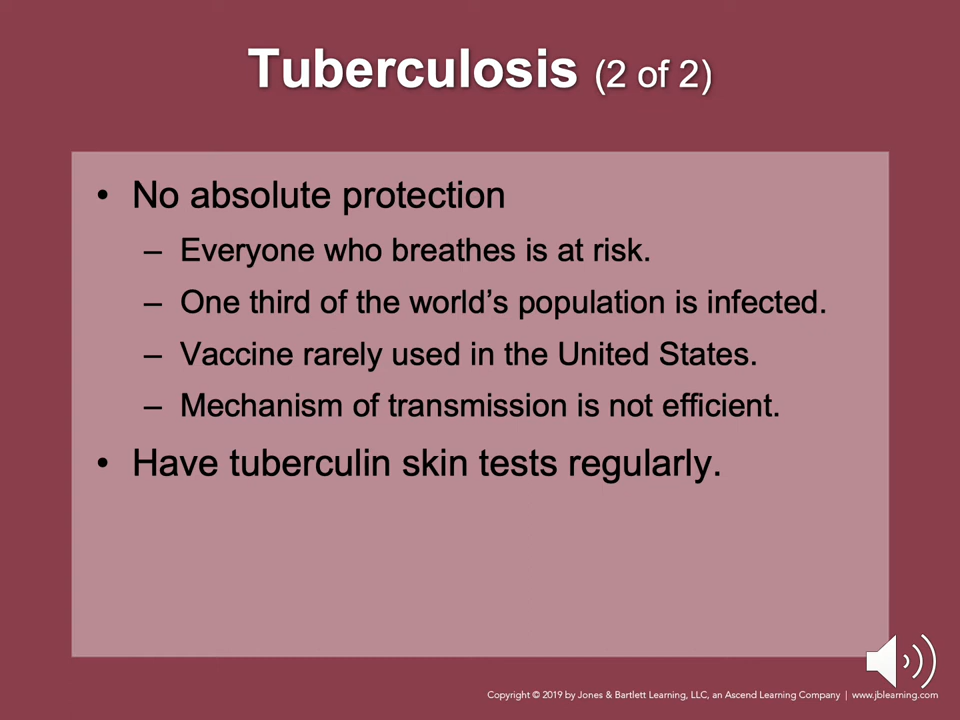 Tuberculosis (2 of 2)
• No absolute protection
– Everyone who breathes is at risk.
– One third of the world’s population is infected.
– Vaccine rarely used in the United States.
– Mechanism of transmission is not efficient.
• Have tuberculin skin tests regularly.
Copyright © 2019 by Jones & Bartlett Learning, LLC, an Ascend Learning Company | www.jblearning.com